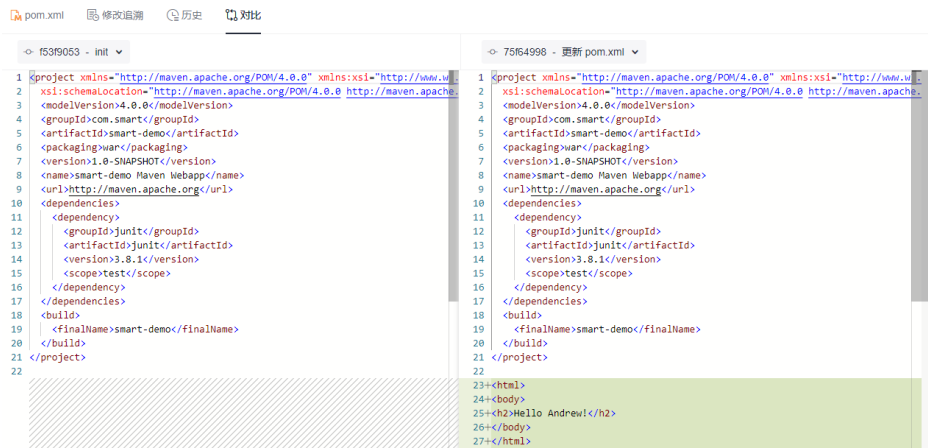 pom.xml 修改追溯 历史 对比
f53f9053 - init
1 <project xmlns="http://maven.apache.org/POM/4.0.0" xmlns:xsi="http://www.w
2 xsi:schemaLocation="http://maven.apache.org/POM/4.0.0 http://maven.apache.
3 <modelVersion>4.0.0</modelVersion>
4 <groupId>com.smart</groupId>
5 <artifactId>smart-demo</artifactId>
6 <packaging>war</packaging>
7 <version>1.0-SNAPSHOT</version>
8 <name>smart-demo Maven Webapp</name>
9 <url>http://maven.apache.org</url>
10 <dependencies>
11 <dependency>
12 <groupId>junit</groupId>
13 <artifactId>junit</artifactId>
14 <version>3.8.1</version>
15 <scope>test</scope>
16 </dependency>
17 </dependencies>
18 <build>
19 <finalName>smart-demo</finalName>
20 </build>
21 </project>
22
75f64998 - 更新 pom.xml
1 <project xmlns="http://maven.apache.org/POM/4.0.0" xmlns:xsi="http://www.w
2 xsi:schemaLocation="http://maven.apache.org/POM/4.0.0 http://maven.apache.
3 <modelVersion>4.0.0</modelVersion>
4 <groupId>com.smart</groupId>
5 <artifactId>smart-demo</artifactId>
6 <packaging>war</packaging>
7 <version>1.0-SNAPSHOT</version>
8 <name>smart-demo Maven Webapp</name>
9 <url>http://maven.apache.org</url>
10 <dependencies>
11 <dependency>
12 <groupId>junit</groupId>
13 <artifactId>junit</artifactId>
14 <version>3.8.1</version>
15 <scope>test</scope>
16 </dependency>
17 </dependencies>
18 <build>
19 <finalName>smart-demo</finalName>
20 </build>
21 </project>
22
23+<html>
24+<body>
25+<h2>Hello Andrew!</h2>
26+</body>
27+</html>